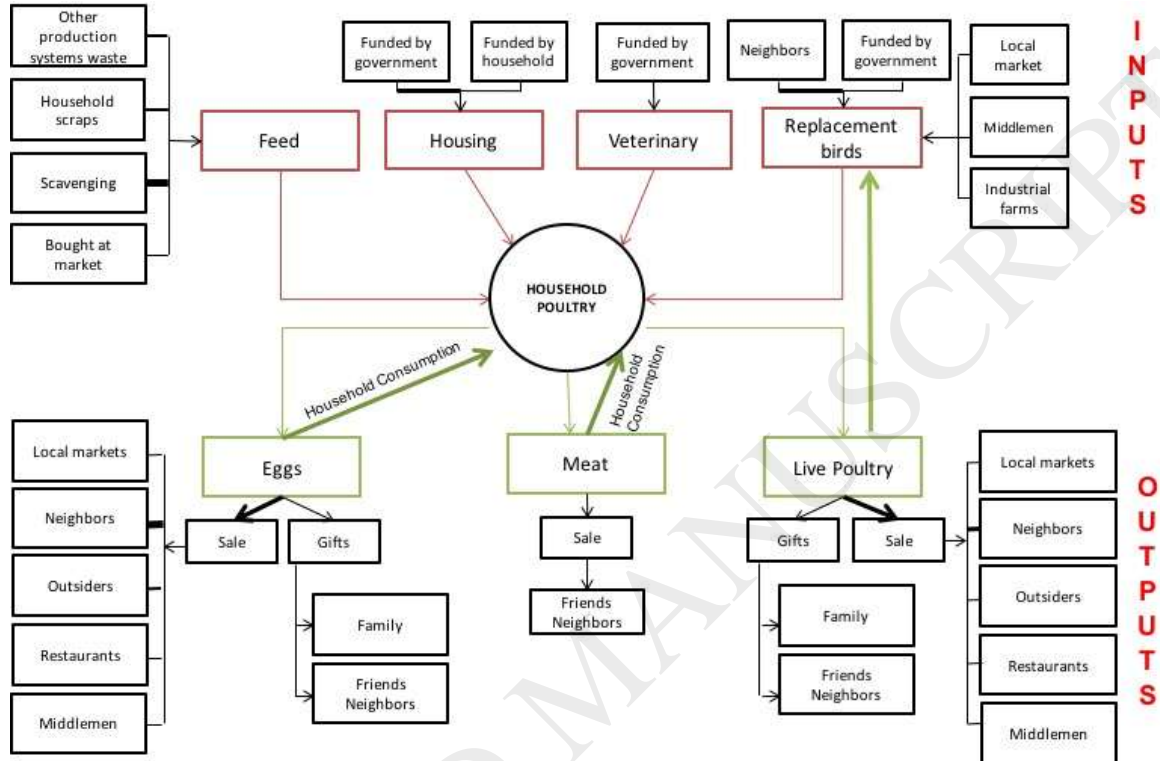 Other
production
systems waste
Household
scraps
Scavenging
Bought at
market
Feed
Funded by
government
Funded by
household
Housing
Funded by
government
Veterinary
Neighbors
Funded by
government
Replacement
birds
Local
market
Middlemen
Industrial
farms
INPUTS
HOUSEHOLD
POULTRY
Household Consumption
Household
Consumption
Eggs
Meat
Live Poultry
Local markets
Neighbors
Outsiders
Restaurants
Middlemen
Sale
Gifts
Family
Friends
Neighbors
Sale
Friends
Neighbors
Gifts
Sale
Family
Friends
Neighbors
Local markets
Neighbors
Outsiders
Restaurants
Middlemen
OUTPUTS
D MANUSCRIPT